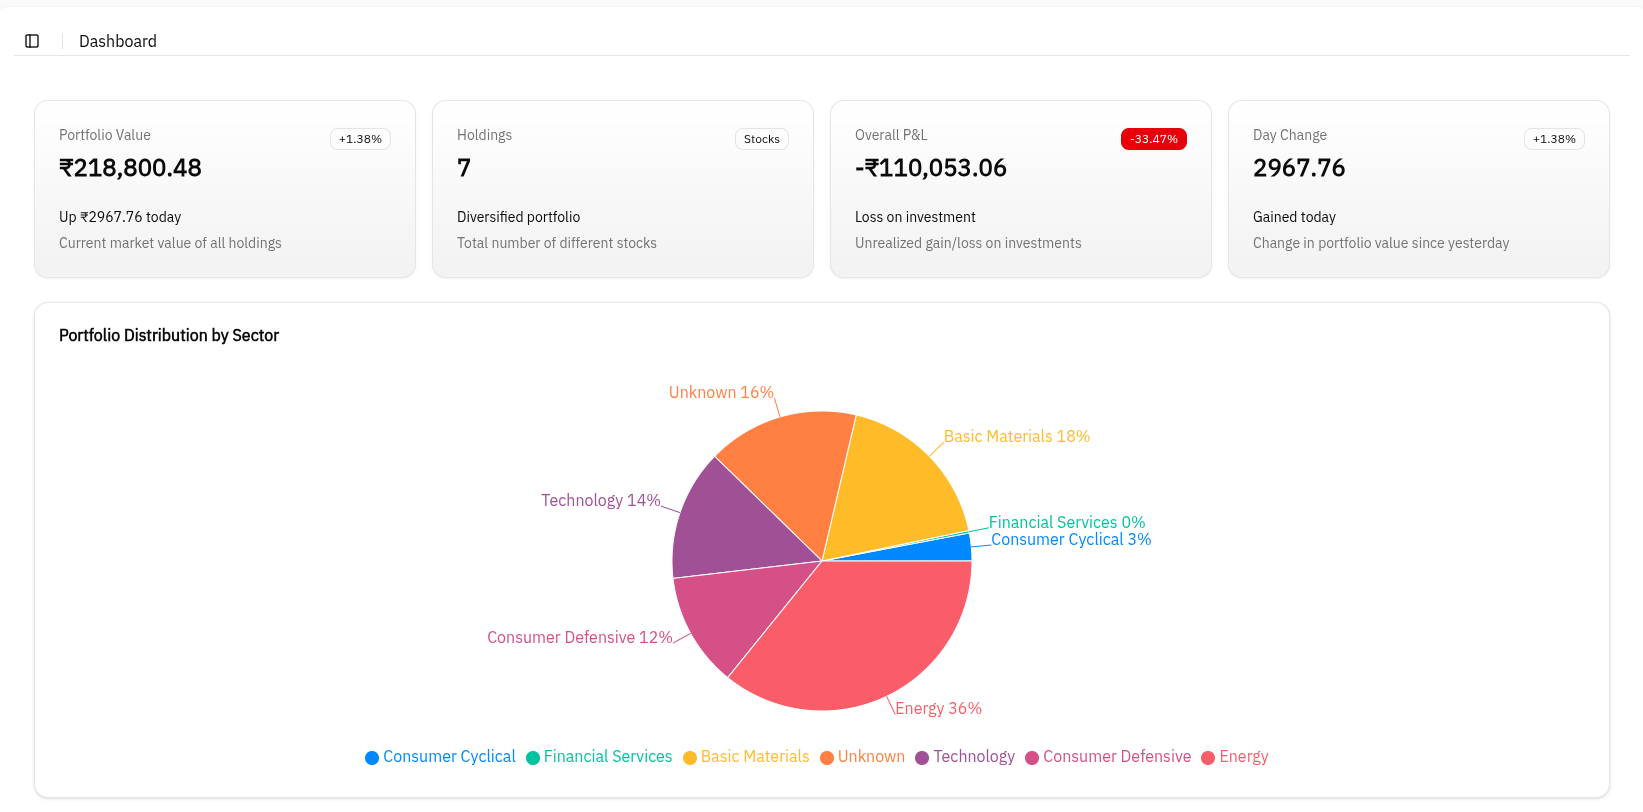 Dashboard
Portfolio Value
+1.38%
₹218,800.48
Up ₹2967.76 today
Current market value of all holdings
Holdings
Stocks
7
Diversified portfolio
Total number of different stocks
Overall P&L
-33.47%
-₹110,053.06
Loss on investment
Unrealized gain/loss on investments
Day Change
+1.38%
2967.76
Gained today
Change in portfolio value since yesterday
Portfolio Distribution by Sector
Unknown 16%
Basic Materials 18%
Technology 14%
Financial Services 0%
Consumer Cyclical 3%
Consumer Defensive 12%
Energy 36%
Consumer Cyclical Financial Services Basic Materials Unknown Technology Consumer Defensive Energy